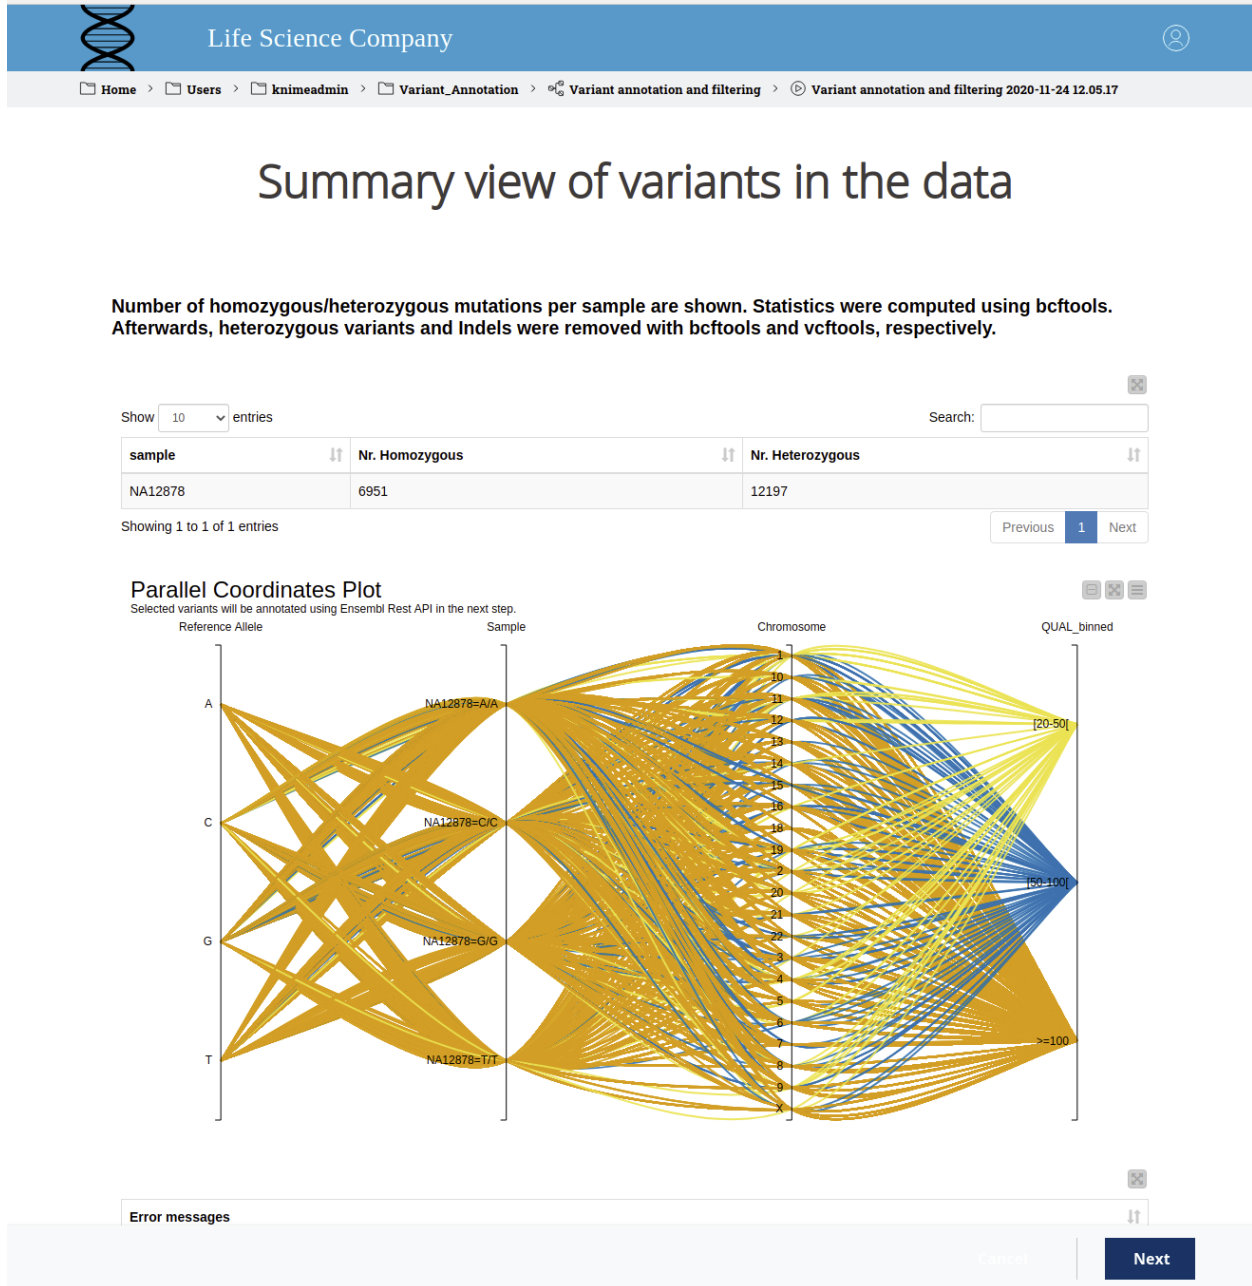 Life Science Company
Home > Users > knimeadmin > Variant_Annotation > Variant annotation and filtering > Variant annotation and filtering 2020-11-24 12.05.17
Summary view of variants in the data
Number of homozygous/heterozygous mutations per sample are shown. Statistics were computed using bcftools.
Afterwards, heterozygous variants and Indels were removed with bcftools and vcftools, respectively.
Show 10 entries Search:
sample Nr. Homozygous Nr. Heterozygous
NA12878 6951 12197
Showing 1 to 1 of 1 entries Previous 1 Next
Parallel Coordinates Plot
Selected variants will be annotated using Ensembl Rest API in the next step.
Reference Allele Sample Chromosome QUAL_binned
A
C
G
T
NA12878=A/A
NA12878=C/C
NA12878=G/G
NA12878=T/T
1
10
11
12
13
14
15
16
18
19
2
20
21
22
3
4
5
6
7
8
9
X
[20-50[
[50-100[
>=100
Error messages
Cancel Next